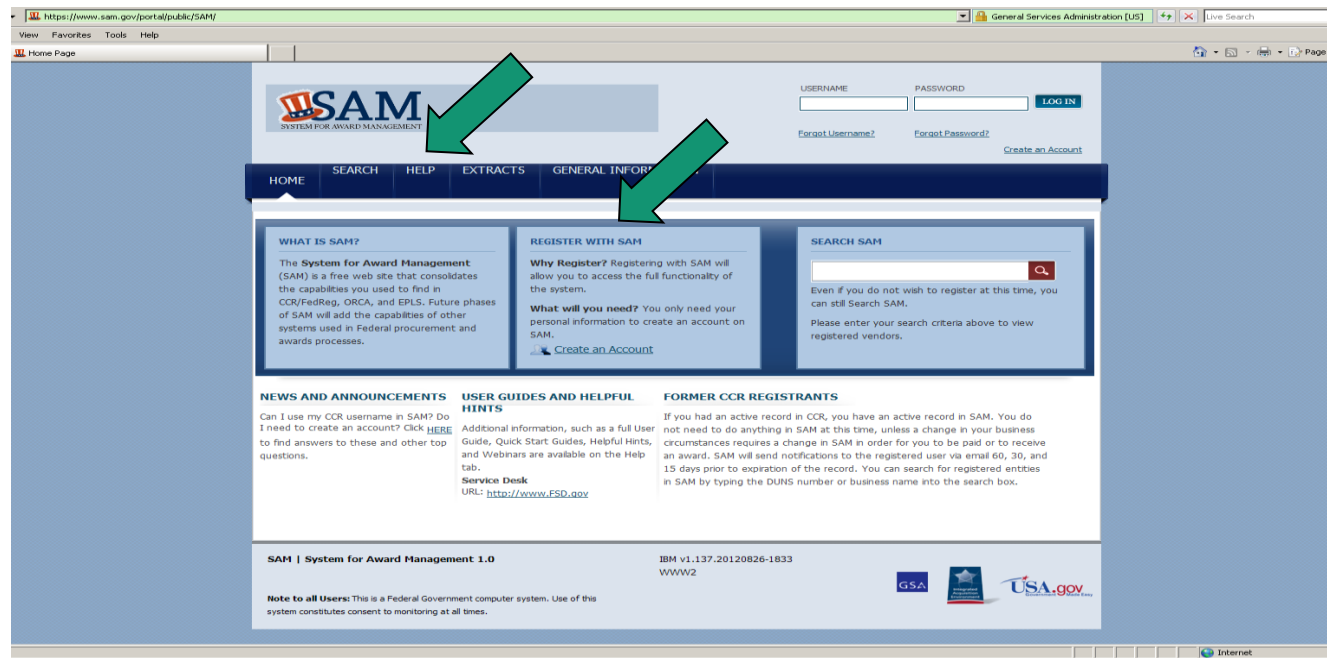 https://www.sam.gov/portal/public/SAM/
General Services Administration [US]
Live Search
View Favorites Tools Help
Home Page
Page
SAM
SYSTEM FOR AWARD MANAGEMENT
USERNAME PASSWORD
LOG IN
Forgot Username? Forgot Password?
Create an Account
HOME SEARCH HELP EXTRACTS GENERAL
WHAT IS SAM?
The System for Award Management
(SAM) is a free web site that consolidates
the capabilities you used to find in
CCR/FedReg, ORCA, and EPLS. Future phases
of SAM will add the capabilities of other
systems used in Federal procurement and
awards processes.
REGISTER WITH SAM
Why Register? Registering with SAM will
allow you to access the full functionality of
the system.
What will you need? You only need your
personal information to create an account on
SAM.
Create an Account
SEARCH SAM
Even if you do not wish to register at this time, you
can still Search SAM.
Please enter your search criteria above to view
registered vendors.
NEWS AND ANNOUNCEMENTS
Can I use my CCR username in SAM? Do
I need to create an account? Click HERE
to find answers to these and other top
questions.
USER GUIDES AND HELPFUL
HINTS
Additional information, such as a full User
Guide, Quick Start Guides, Helpful Hints,
and Webinars are available on the Help
tab.
Service Desk
URL: http://www.FSD.gov
FORMER CCR REGISTRANTS
If you had an active record in CCR, you have an active record in SAM. You do
not need to do anything in SAM at this time, unless a change in your business
circumstances requires a change in SAM in order for you to be paid or to receive
an award. SAM will send notifications to the registered user via email 60, 30, and
15 days prior to expiration of the record. You can search for registered entities
in SAM by typing the DUNS number or business name into the search box.
SAM | System for Award Management 1.0
IBM v1.137.20120826-1833
WWW2
Note to all Users: This is a Federal Government computer system. Use of this
system constitutes consent to monitoring at all times.
GSA
USA.gov
Government Made Easy
Internet